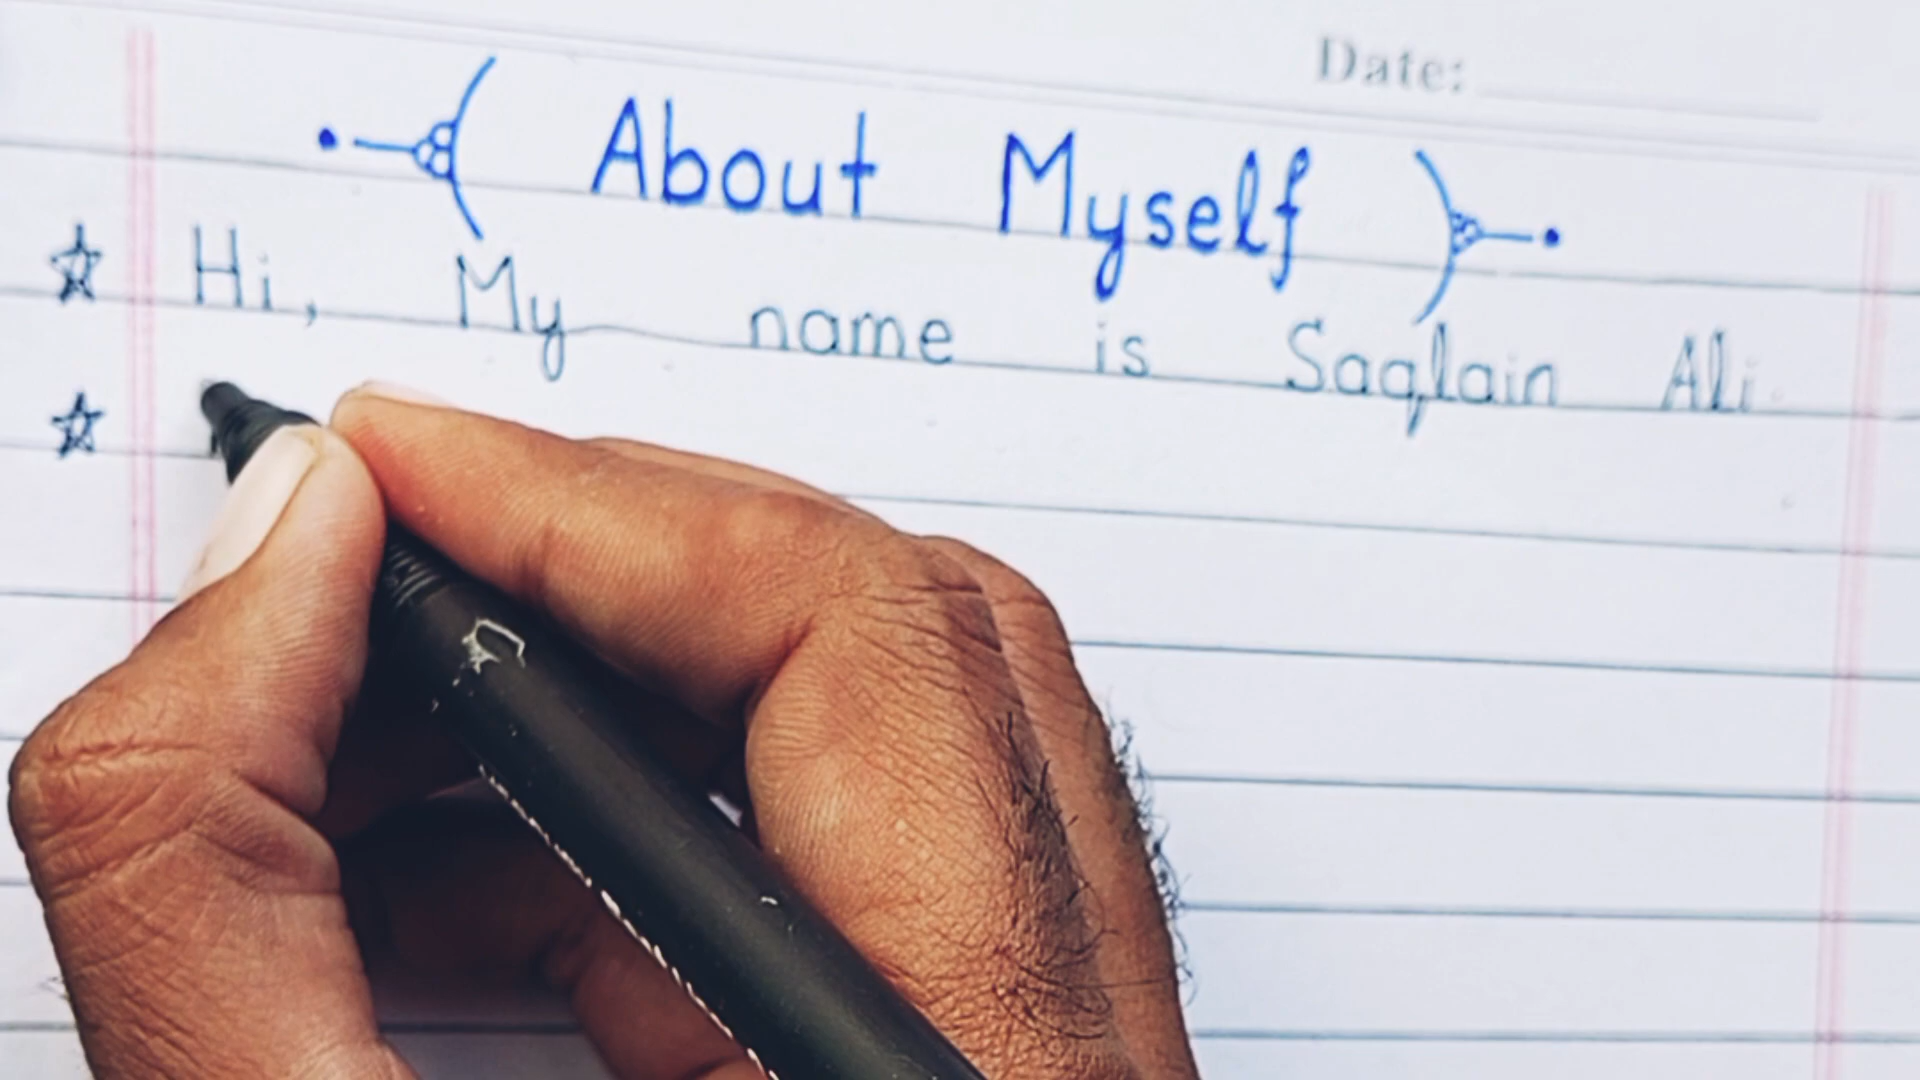 Date:
About Myself
☆ Hi, My name is Saqlain Ali.
☆